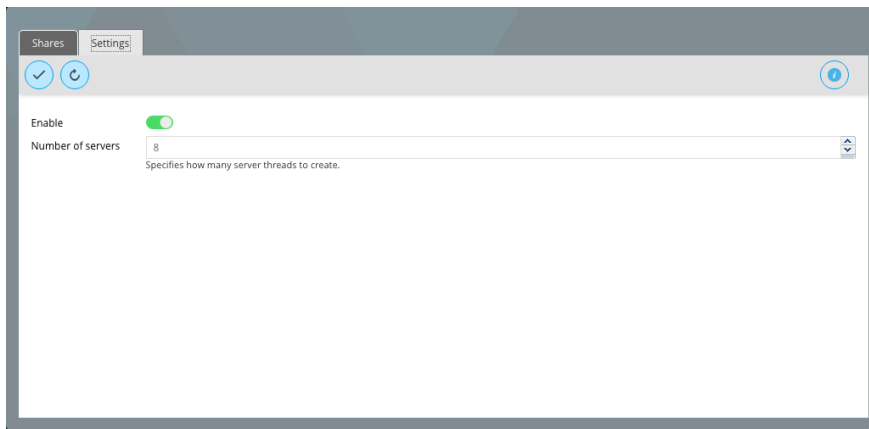 Shares Settings
Enable
Number of servers 8
Specifies how many server threads to create.